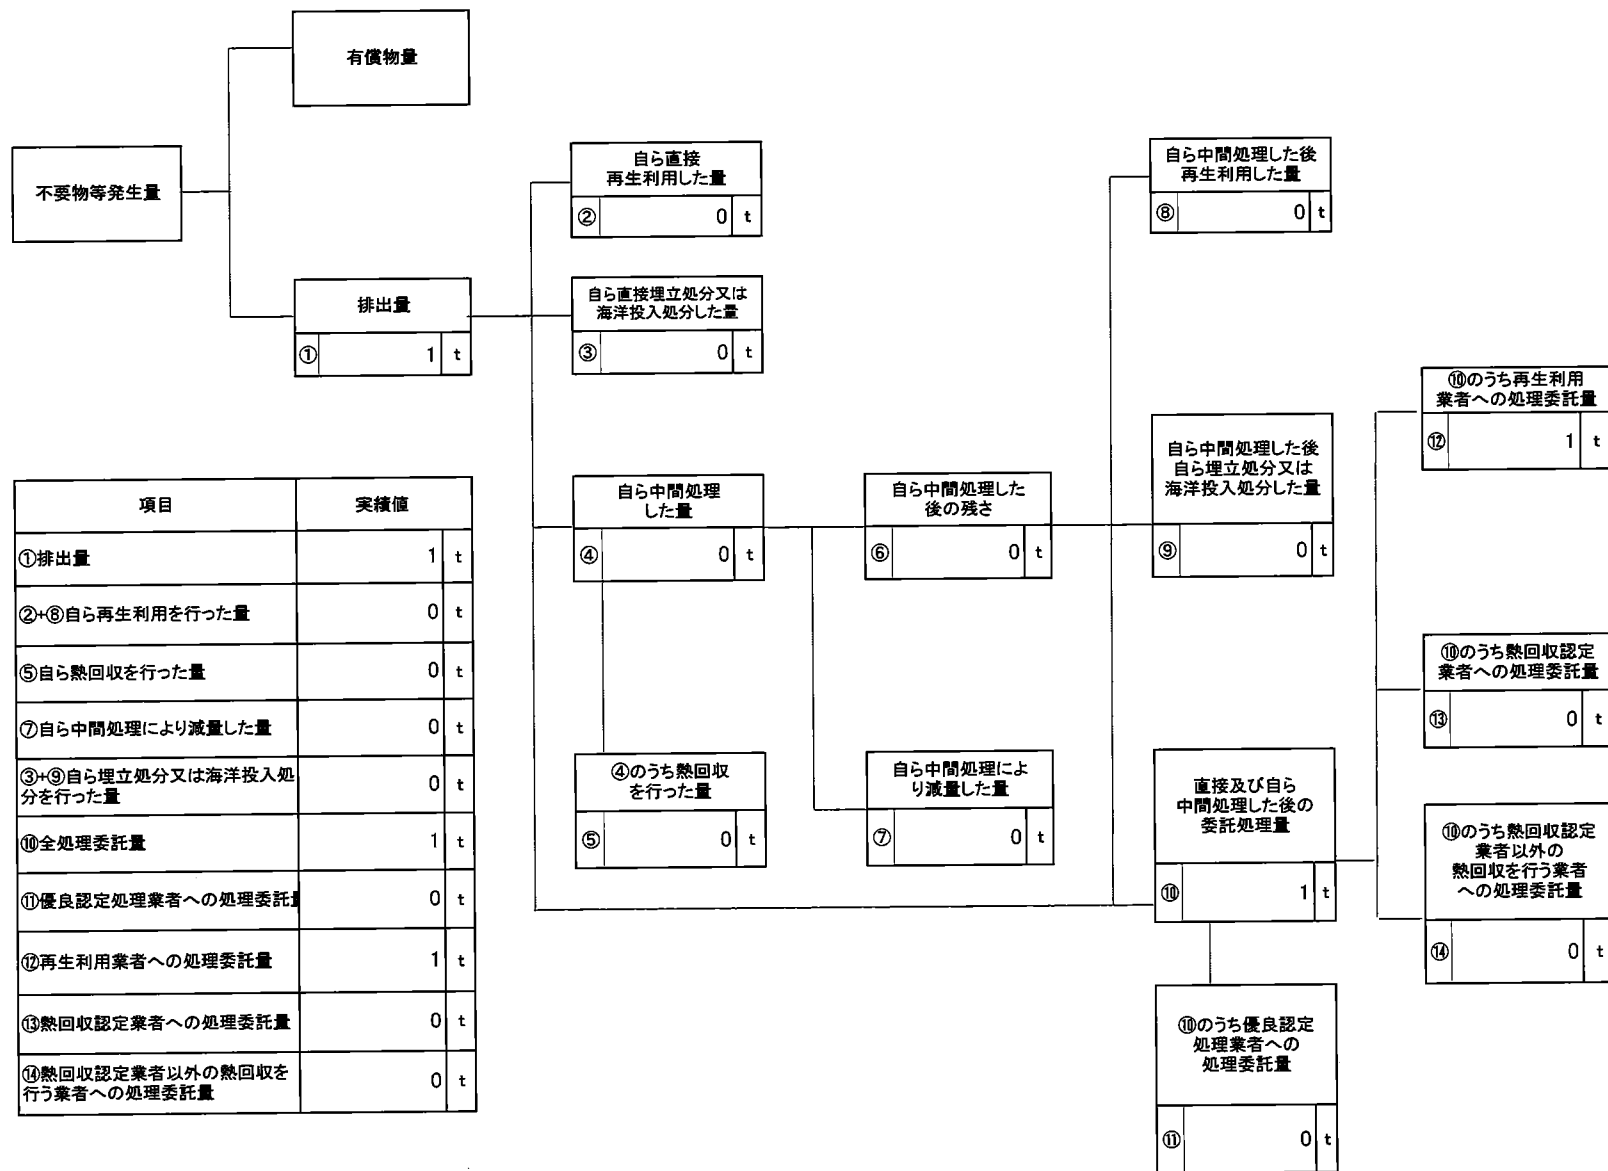 有償物量
不要物等発生量
排出量
① 1 t
自ら直接
再生利用した量
② 0 t
自ら直接埋立処分又は
海洋投入処分した量
③ 0 t
自ら中間処理
した量
④ 0 t
④のうち熱回収
を行った量
⑤ 0 t
自ら中間処理した
後の残さ
⑥ 0 t
自ら中間処理によ
り減量した量
⑦ 0 t
自ら中間処理した後
再生利用した量
⑧ 0 t
自ら中間処理した後
自ら埋立処分又は
海洋投入処分した量
⑨ 0 t
直接及び自ら
中間処理した後の
委託処理量
⑩ 1 t
⑩のうち優良認定
処理業者への
処理委託量
⑪ 0 t
⑩のうち再生利用
業者への処理委託量
⑫ 1 t
⑩のうち熱回収認定
業者への処理委託量
⑬ 0 t
⑩のうち熱回収認定
業者以外の
熱回収を行う業者
への処理委託量
⑭ 0 t
項目 実績値
①排出量 1 t
②+⑧自ら再生利用を行った量 0 t
⑤自ら熱回収を行った量 0 t
⑦自ら中間処理により減量した量 0 t
③+⑨自ら埋立処分又は海洋投入処
分を行った量 0 t
⑩全処理委託量 1 t
⑪優良認定処理業者への処理委託量 0 t
⑫再生利用業者への処理委託量 1 t
⑬熱回収認定業者への処理委託量 0 t
⑭熱回収認定業者以外の熱回収を
行う業者への処理委託量 0 t